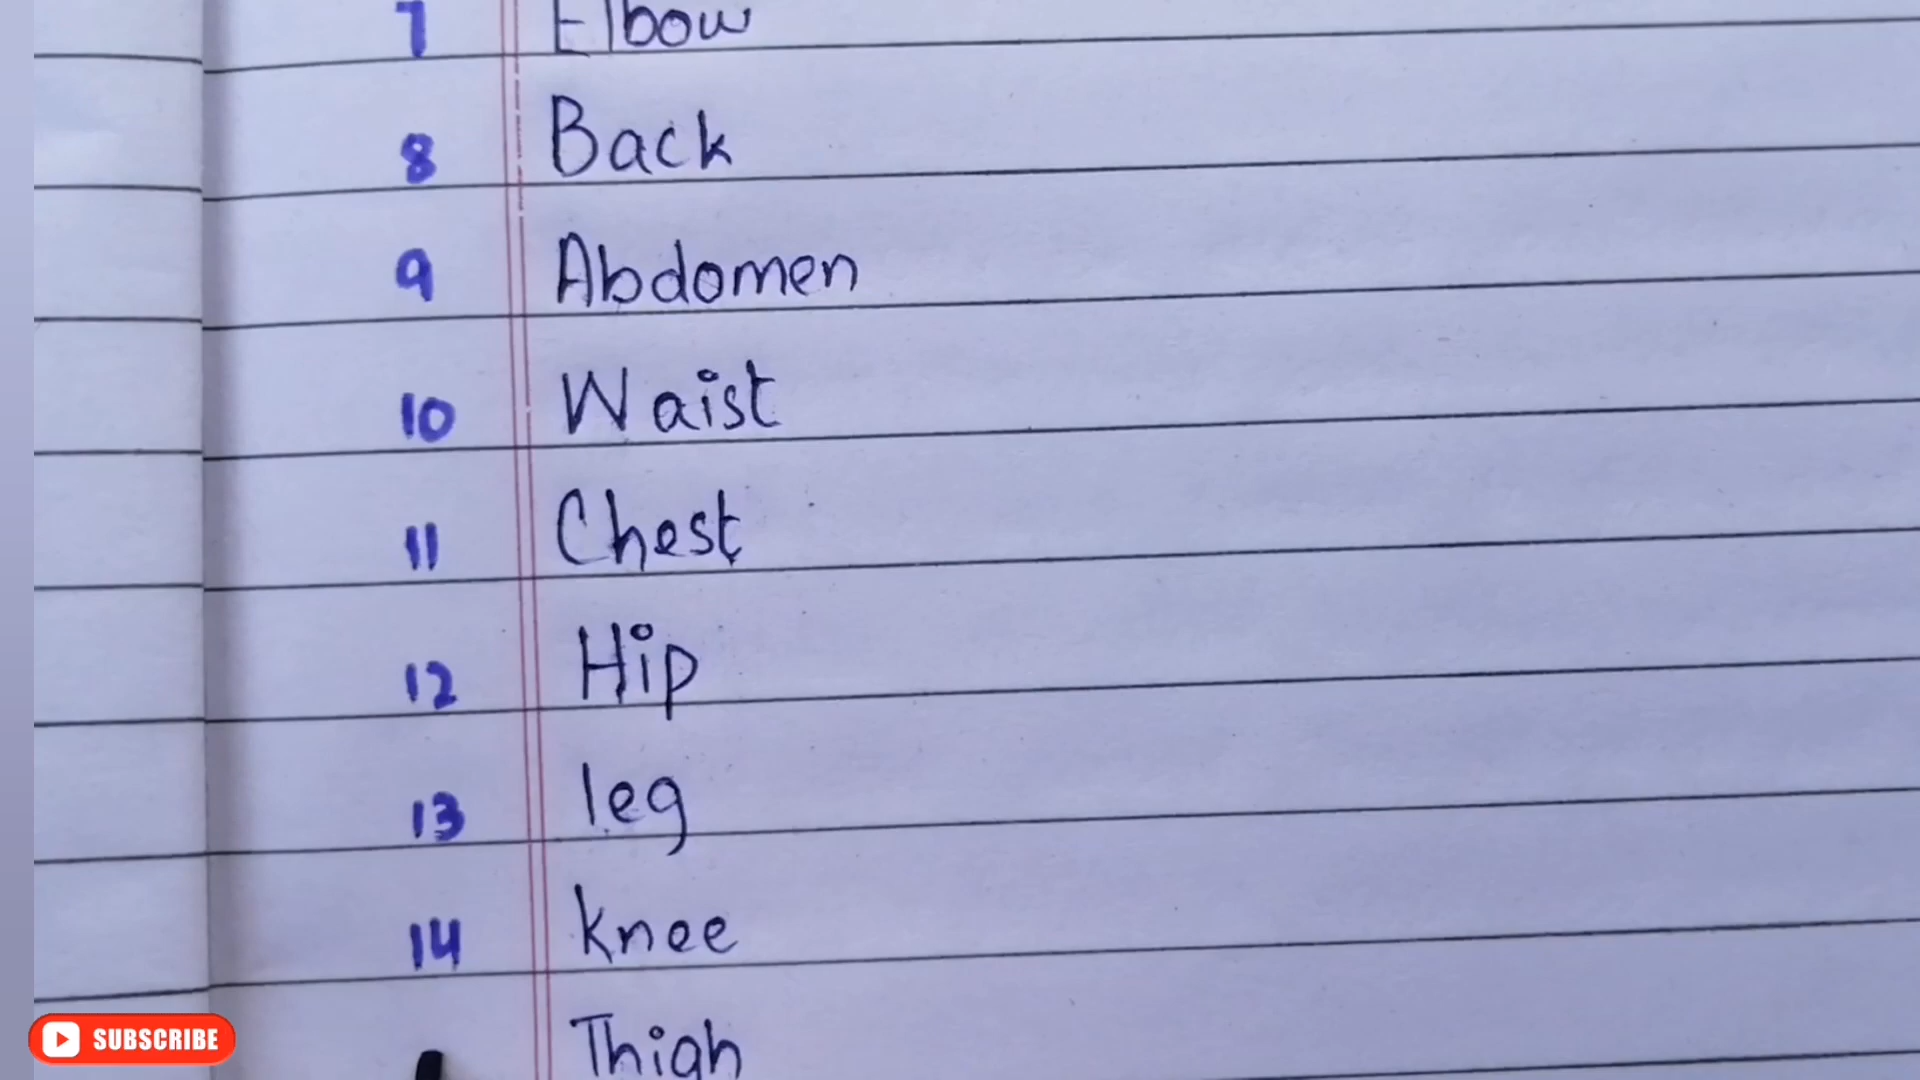 7 Elbow
8 Back
9 Abdomen
10 Waist
11 Chest
12 Hip
13 leg
14 knee
Thigh
SUBSCRIBE